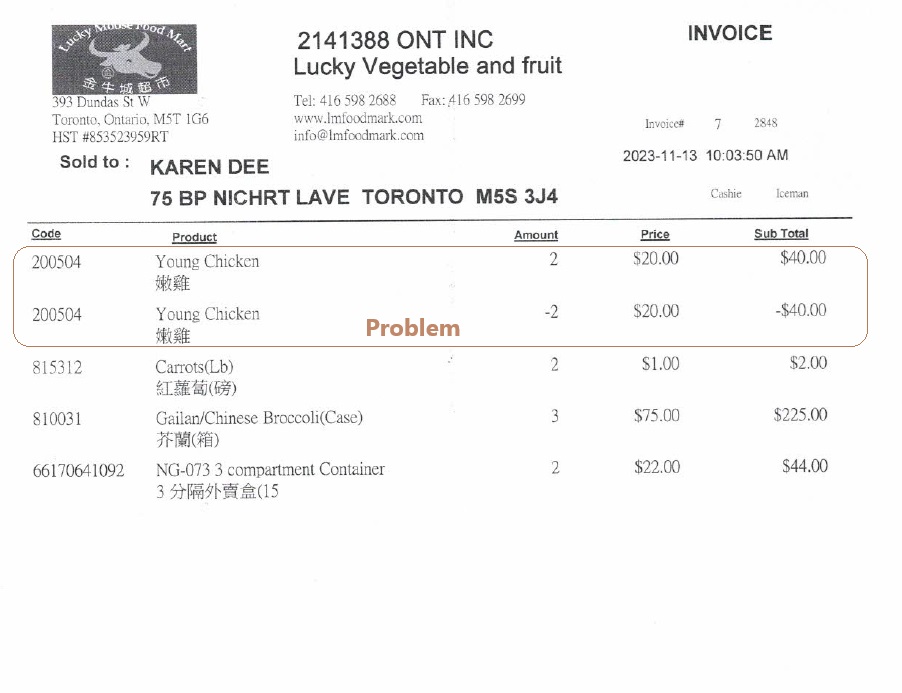 Lucky Moose Food Mart
金牛城超市
393 Dundas St W
Toronto, Ontario, M5T 1G6
HST #853523959RT
2141388 ONT INC
Lucky Vegetable and fruit
Tel: 416 598 2688 Fax: 416 598 2699
www.lmfoodmark.com
info@lmfoodmark.com
INVOICE
Invoice# 7 2848
2023-11-13 10:03:50 AM
Sold to : KAREN DEE
75 BP NICHRT LAVE TORONTO M5S 3J4
Cashie Iceman
Code Product Amount Price Sub Total
200504 Young Chicken 2 $20.00 $40.00
嫩雞
200504 Young Chicken -2 $20.00 -$40.00
嫩雞
Problem
815312 Carrots(Lb) 2 $1.00 $2.00
紅蘿蔔(磅)
810031 Gailan/Chinese Broccoli(Case) 3 $75.00 $225.00
芥蘭(箱)
66170641092 NG-073 3 compartment Container 2 $22.00 $44.00
3 分隔外賣盒(15